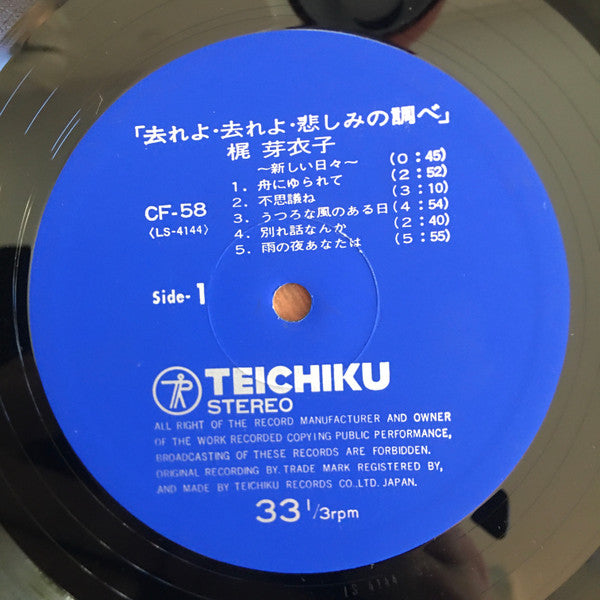 「去れよ・去れよ・悲しみの調べ」
梶 芽衣子
〜新しい日々〜 (0:45)
1. 舟にゆられて (2:52)
2. 不思議ね (3:10)
3. うつろな風のある日 (4:54)
4. 別れ話なんか (2:40)
5. 雨の夜あなたは (5:55)
CF-58
〈LS-4144〉
Side-1
TEICHIKU
STEREO
ALL RIGHT OF THE RECORD MANUFACTURER AND OWNER
OF THE WORK RECORDED COPYING PUBLIC PERFORMANCE,
BROADCASTING OF THESE RECORDS ARE FORBIDDEN.
ORIGINAL RECORDING BY TRADE MARK REGISTERED BY,
AND MADE BY TEICHIKU RECORDS CO.,LTD. JAPAN.
33 1/3rpm
LS 4144